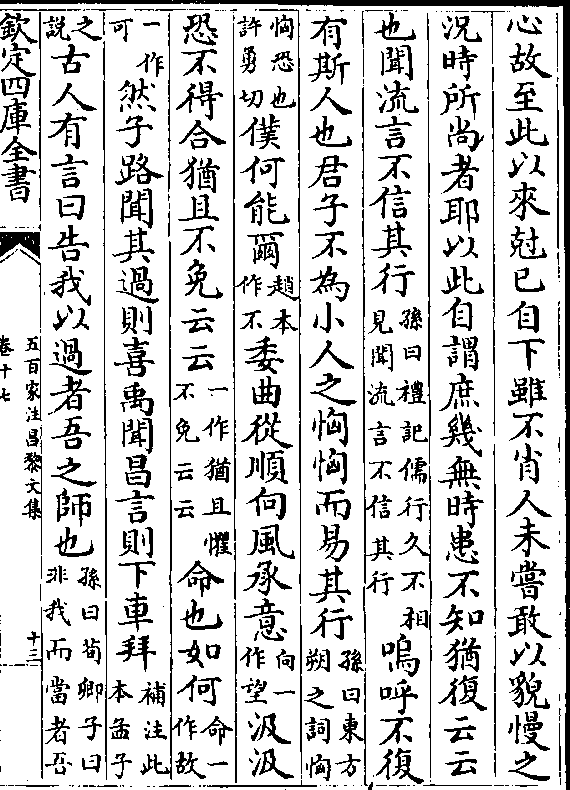 心故至此以來尅已自下雖不肖人未嘗敢以貌慢之
況時所尚者耶以此自謂庶幾無時患不知猶復云云
也聞流言不信其行孫曰禮記儒行久不相見聞流言不信其行嗚呼不復
有斯人也君子不為小人之恟恟而易其行孫曰東方朔之詞恟
恟恐也許勇切僕何能爾趙本作不委曲從順向風承意向一作望汲汲
恐不得合猶且不免云云一作猶且懼不免云云命也如何命一作故
一作可然子路聞其過則喜禹聞昌言則下車拜補注此本孟子
之說古人有言曰告我以過者吾之師也孫曰荀卿子曰非我而當者吾
欽定四庫全書
五百家注昌黎文集
卷十七
十三